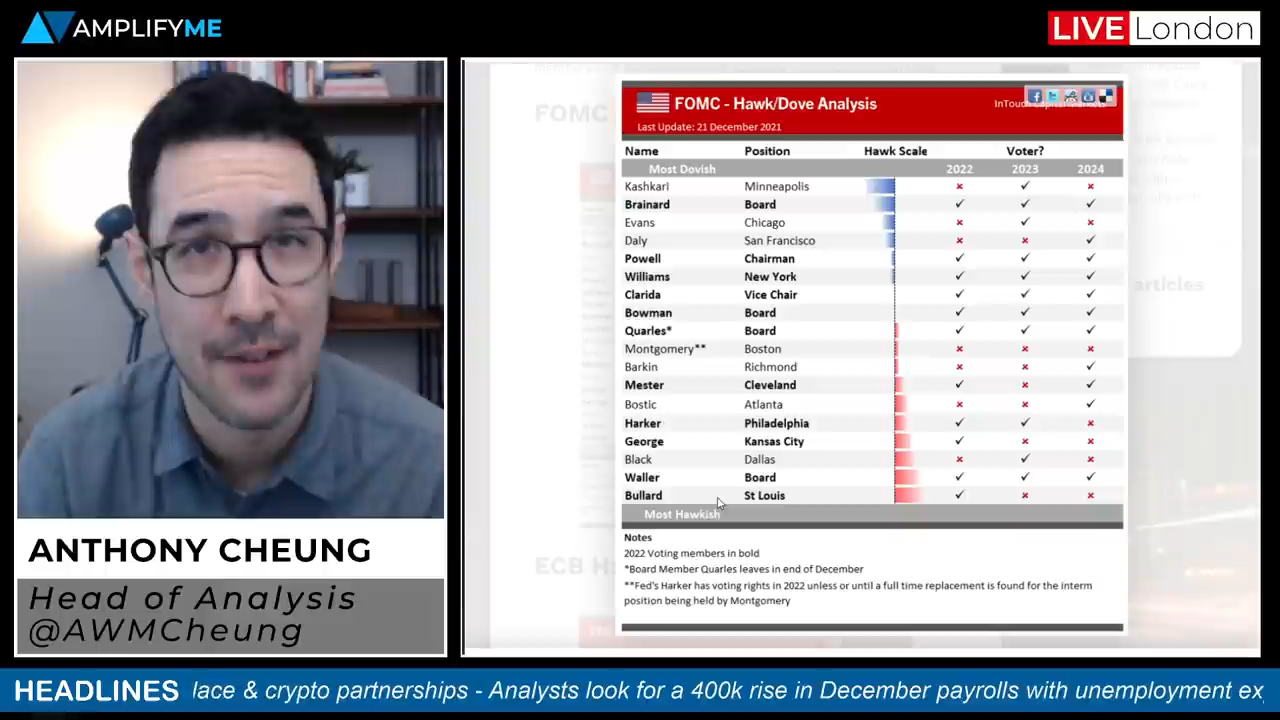 AMPLIFYME
LIVE London
FOMC - Hawk/Dove Analysis
Last Update: 21 December 2021
Name Position Hawk Scale Voter?
Most Dovish 2022 2023 2024
Kashkari Minneapolis × ✓ ×
Brainard Board ✓ ✓ ✓
Evans Chicago × ✓ ×
Daly San Francisco × × ✓
Powell Chairman ✓ ✓ ✓
Williams New York ✓ ✓ ✓
Clarida Vice Chair ✓ ✓ ✓
Bowman Board ✓ ✓ ✓
Quarles* Board ✓ ✓ ✓
Montgomery** Boston × × ×
Barkin Richmond × × ✓
Mester Cleveland ✓ × ✓
Bostic Atlanta × × ✓
Harker Philadelphia ✓ ✓ ×
George Kansas City ✓ × ×
Black Dallas × ✓ ×
Waller Board ✓ ✓ ✓
Bullard St Louis ✓ × ×
Most Hawkish
Notes
2022 Voting members in bold
*Board Member Quarles leaves in end of December
**Fed's Harker has voting rights in 2022 unless or until a full time replacement is found for the interm
position being held by Montgomery
FOMC
articles
ECB
ANTHONY CHEUNG
Head of Analysis
@AWMCheung
HEADLINES lace & crypto partnerships - Analysts look for a 400k rise in December payrolls with unemployment ex